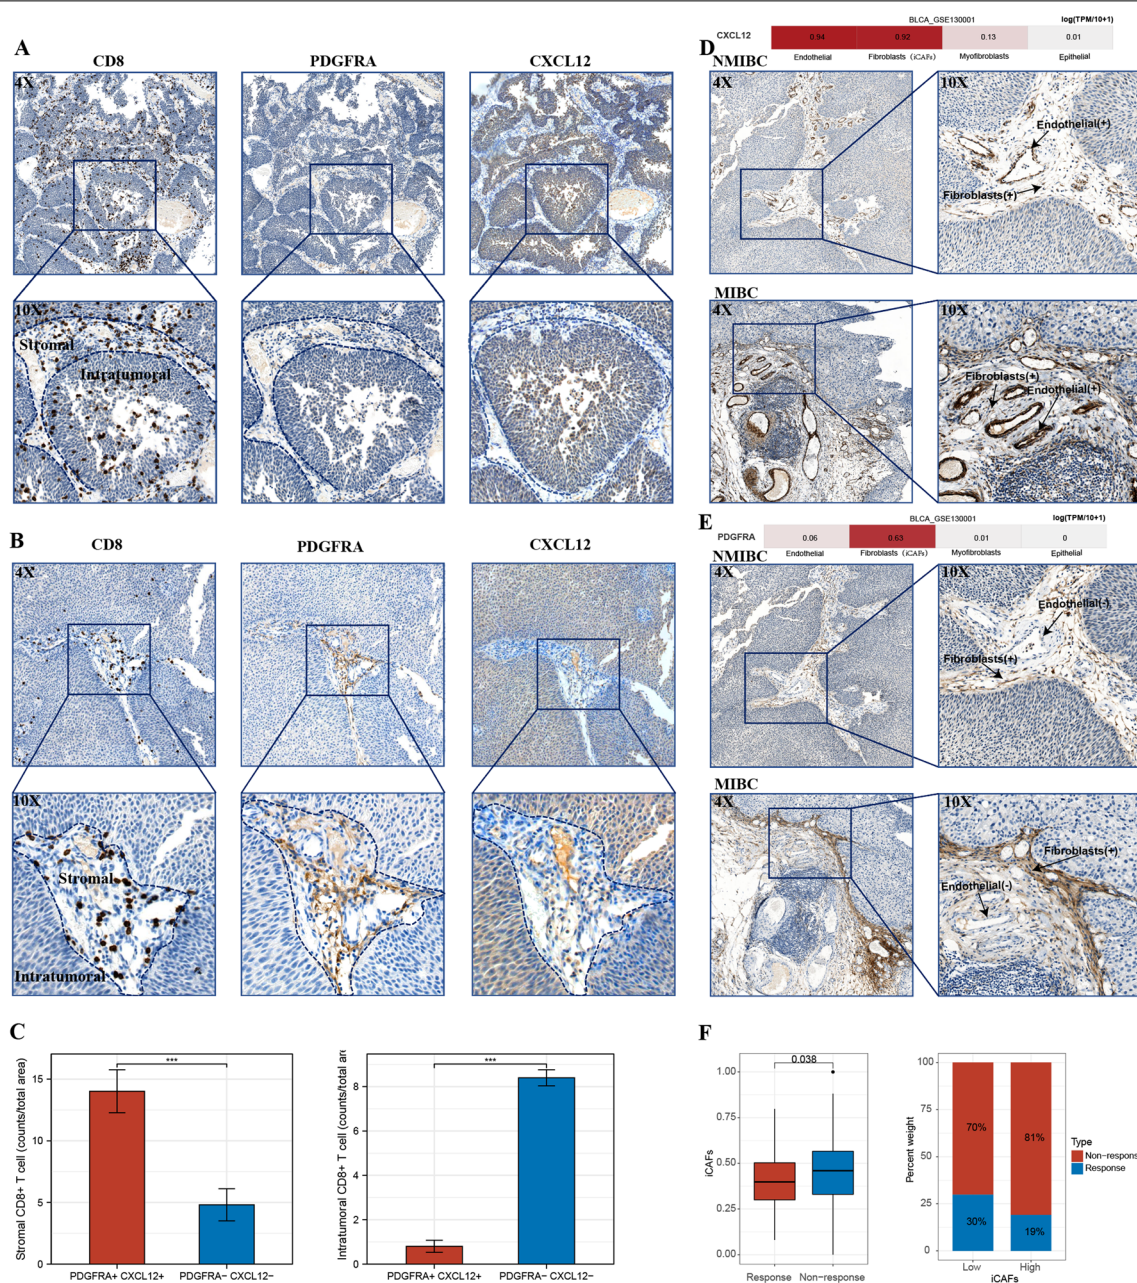 A
CD8
PDGFRA
CXCL12
4X
10X
Stromal
Intratumoral
B
CD8
PDGFRA
CXCL12
4X
10X
Stromal
Intratumoral
C
Stromal CD8+ T cell (counts/total area)
15
10
5
0
***
PDGFRA+ CXCL12+
PDGFRA− CXCL12−
Intratumoral CD8+ T cell (counts/total
8
6
4
2
0
***
PDGFRA+ CXCL12+
PDGFRA− CXCL12−
BLCA_GSE130001
log(TPM/10+1)
CXCL12
0.94
0.92
0.13
0.01
Endothelial
Fibroblasts (iCAFs)
Myofibroblasts
Epithelial
D
NMIBC
4X
10X
Endothelial(+)
Fibroblasts(+)
MIBC
4X
10X
Fibroblasts(+)
Endothelial(+)
E
BLCA_GSE130001
log(TPM/10+1)
PDGFRA
0.06
0.63
0.01
0
Endothelial
Fibroblasts (iCAFs)
Myofibroblasts
Epithelial
NMIBC
4X
10X
Endothelial(-)
Fibroblasts(+)
MIBC
4X
10X
Fibroblasts(+)
Endothelial(-)
F
iCAFs
1.00
0.75
0.50
0.25
0.00
0.038
Response
Non−response
Percent weight
100
75
50
25
0
70%
81%
30%
19%
Low
High
iCAFs
Type
Non−respons
Response